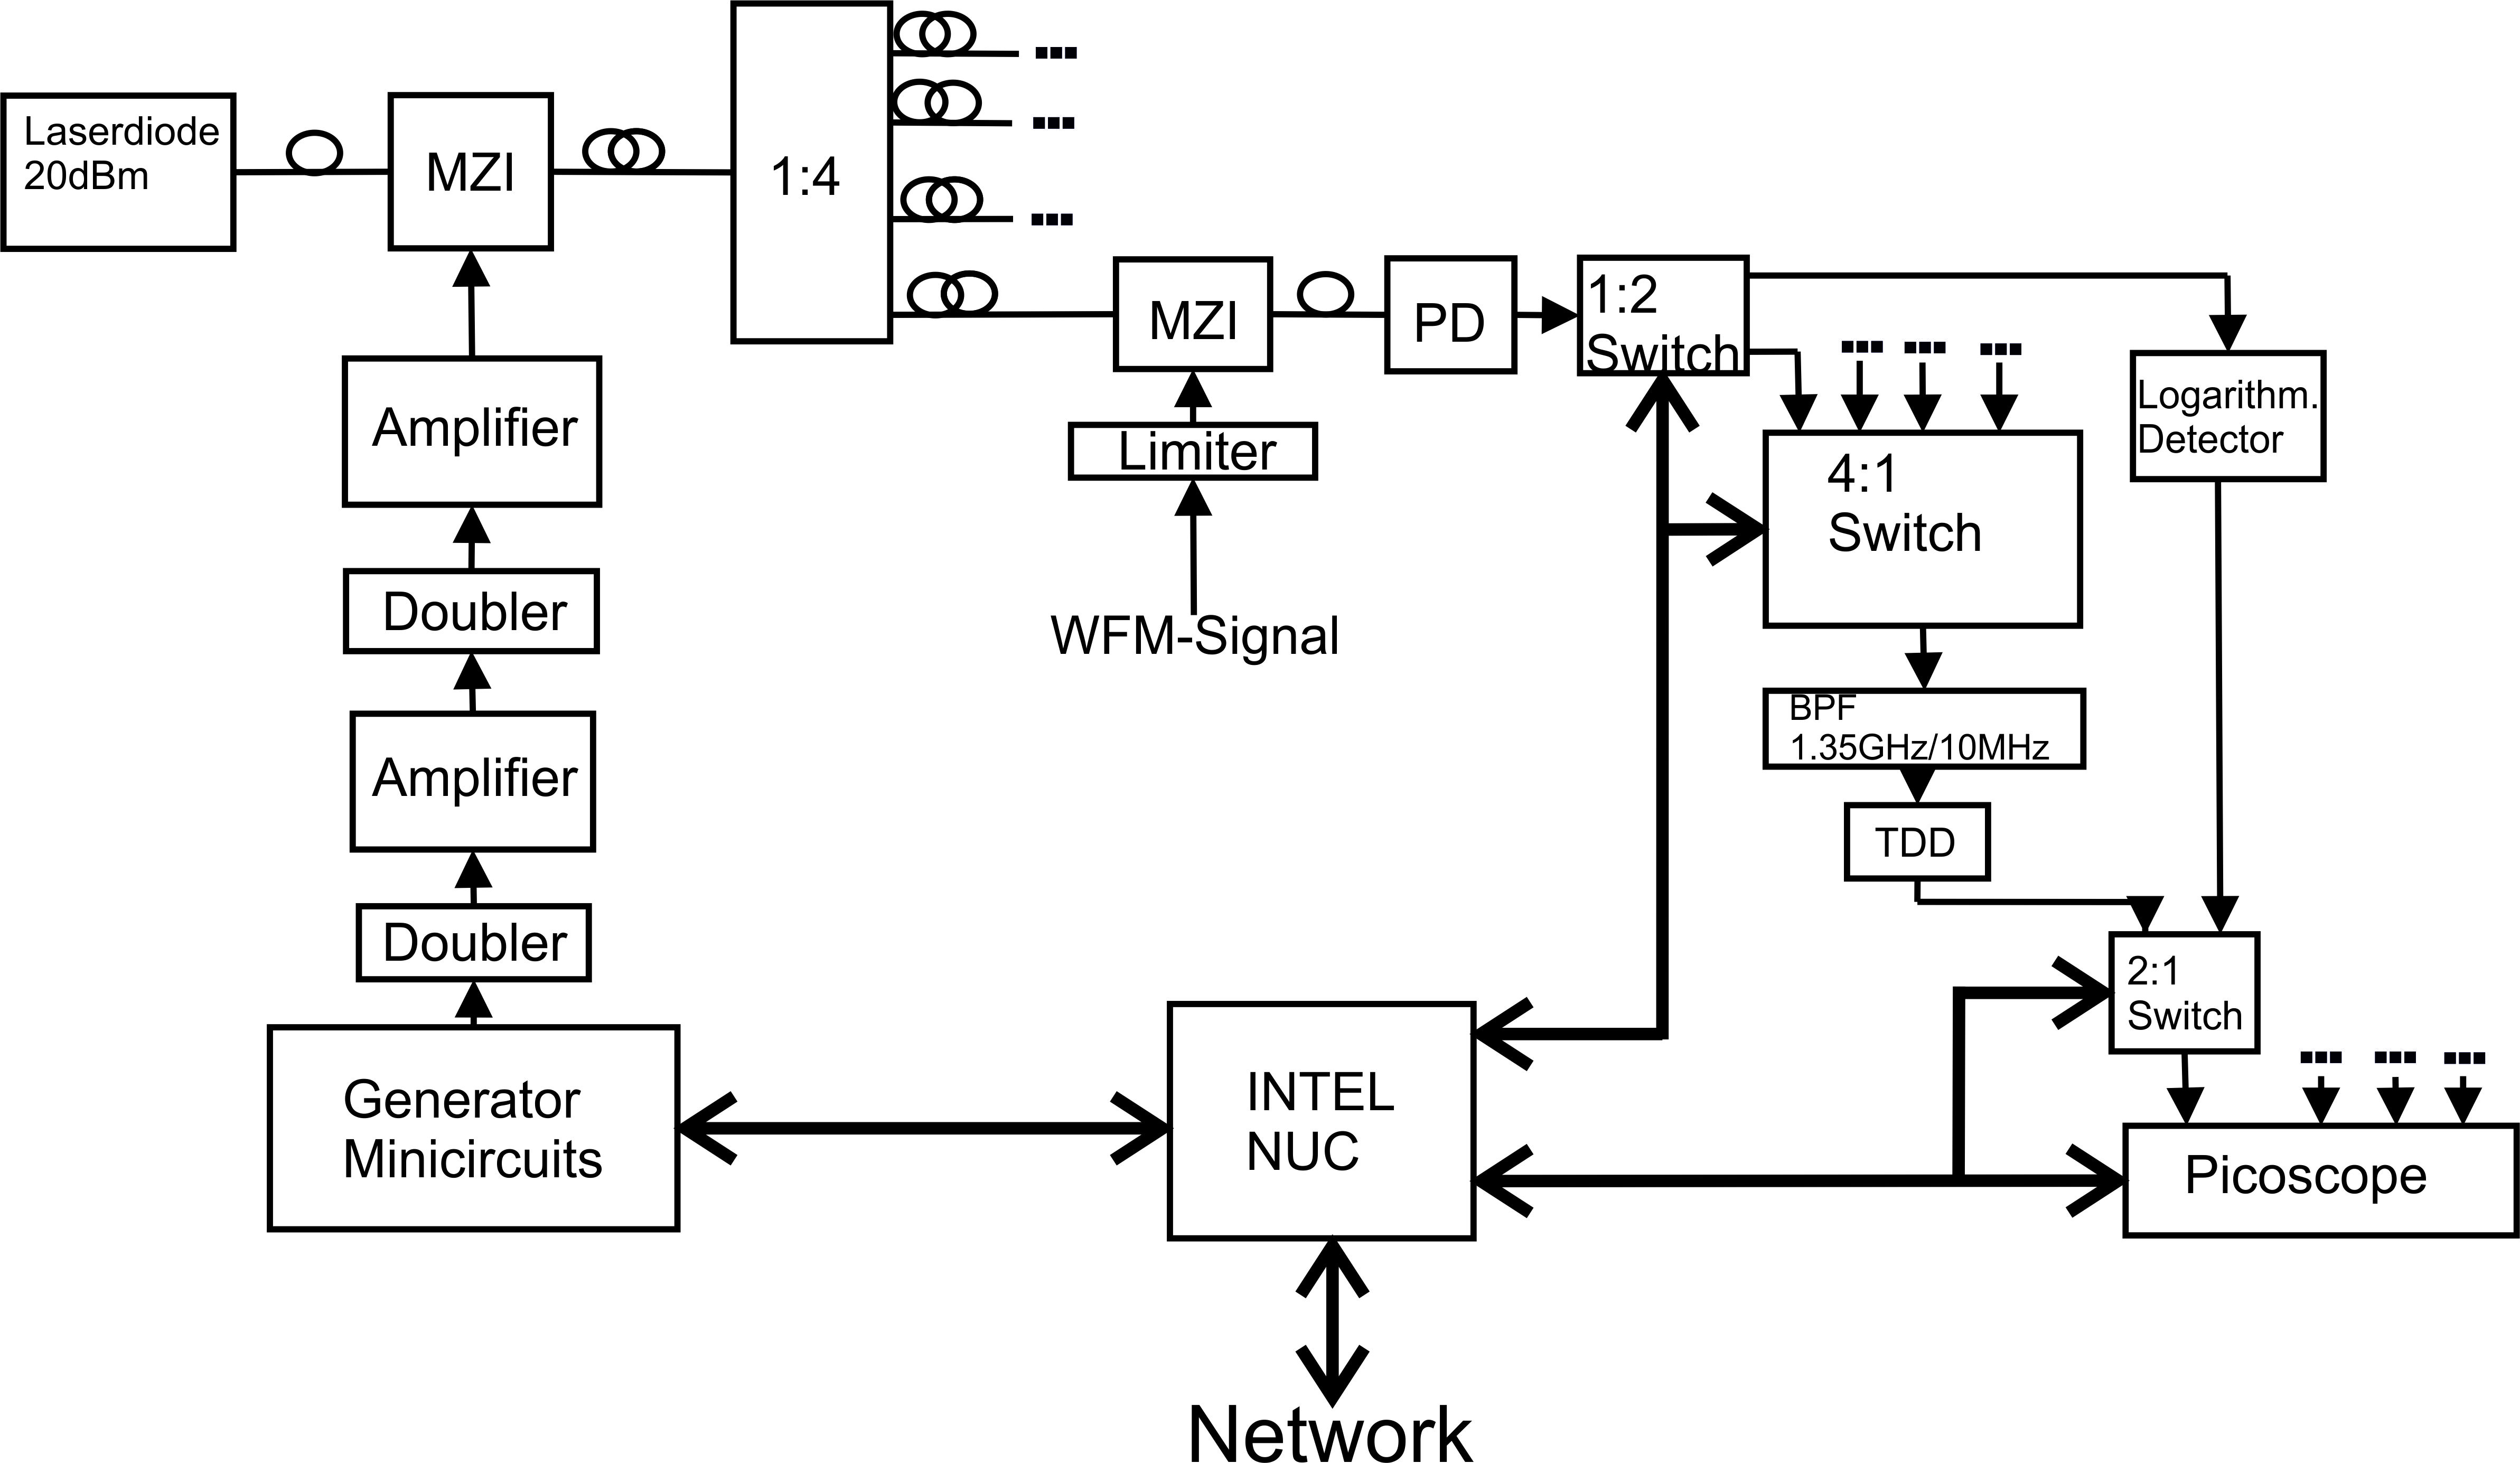 Laserdiode
20dBm
MZI
1:4
MZI
PD
1:2
Switch
Logarithm.
Detector
Amplifier
Limiter
4:1
Switch
WFM-Signal
Doubler
BPF
1.35GHz/10MHz
Amplifier
TDD
Doubler
2:1
Switch
Generator
Minicircuits
INTEL
NUC
Picoscope
Network